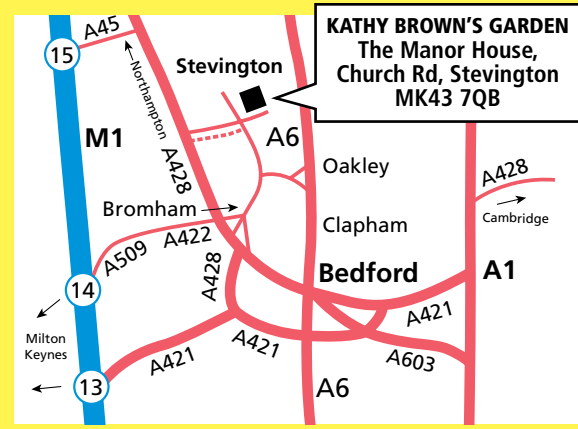 KATHY BROWN'S GARDEN
The Manor House,
Church Rd, Stevington
MK43 7QB
A45
15
Northampton
Stevington
M1
A6
A428
Oakley
A428
Cambridge
Bromham
A422
A509
Clapham
A428
Bedford
A1
14
Milton
Keynes
A421
A421
A421
A603
13
A6